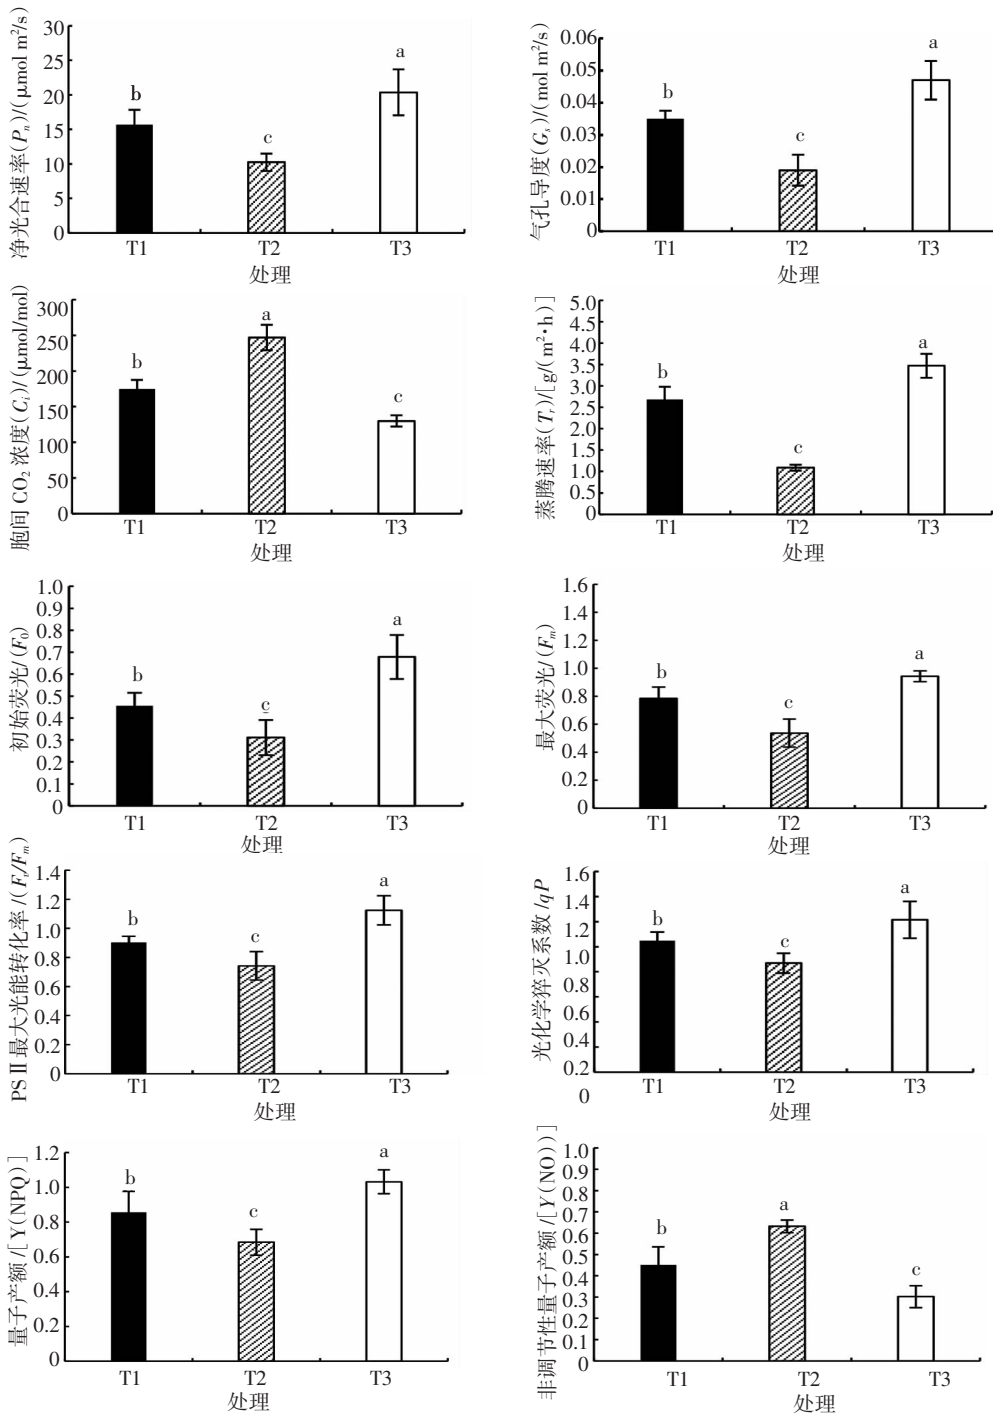 净光合速率(Pn)/(μmol m²/s)
30
25
20
15
10
5
0
b
c
a
T1 T2 T3
处理
气孔导度(Gs)/(mol m²/s)
0.06
0.05
0.04
0.03
0.02
0.01
0
b
c
a
T1 T2 T3
处理
胞间 CO₂ 浓度(Ci)/(μmol/mol)
300
250
200
150
100
50
0
b
a
c
T1 T2 T3
处理
蒸腾速率(Tr)/[g/(m²·h)]
5.0
4.5
4.0
3.5
3.0
2.5
2.0
1.5
1.0
0.5
0
b
c
a
T1 T2 T3
处理
初始荧光/(F0)
1.0
0.9
0.8
0.7
0.6
0.5
0.4
0.3
0.2
0.1
0
b
c
a
T1 T2 T3
处理
最大荧光/(Fm)
1.6
1.4
1.2
1.0
0.8
0.6
0.4
0.2
0
b
c
a
T1 T2 T3
处理
PSⅡ最大光能转化率/(Fv/Fm)
1.4
1.2
1.0
0.8
0.6
0.4
0.2
0
b
c
a
T1 T2 T3
处理
光化学猝灭系数/qP
1.6
1.4
1.2
1.0
0.8
0.6
0.4
0.2
0
b
c
a
T1 T2 T3
处理
量子产额/[Y(NPQ)]
1.2
1.0
0.8
0.6
0.4
0.2
0
b
c
a
T1 T2 T3
处理
非调节性量子产额/[Y(NO))]
1.0
0.9
0.8
0.7
0.6
0.5
0.4
0.3
0.2
0.1
0
b
a
c
T1 T2 T3
处理